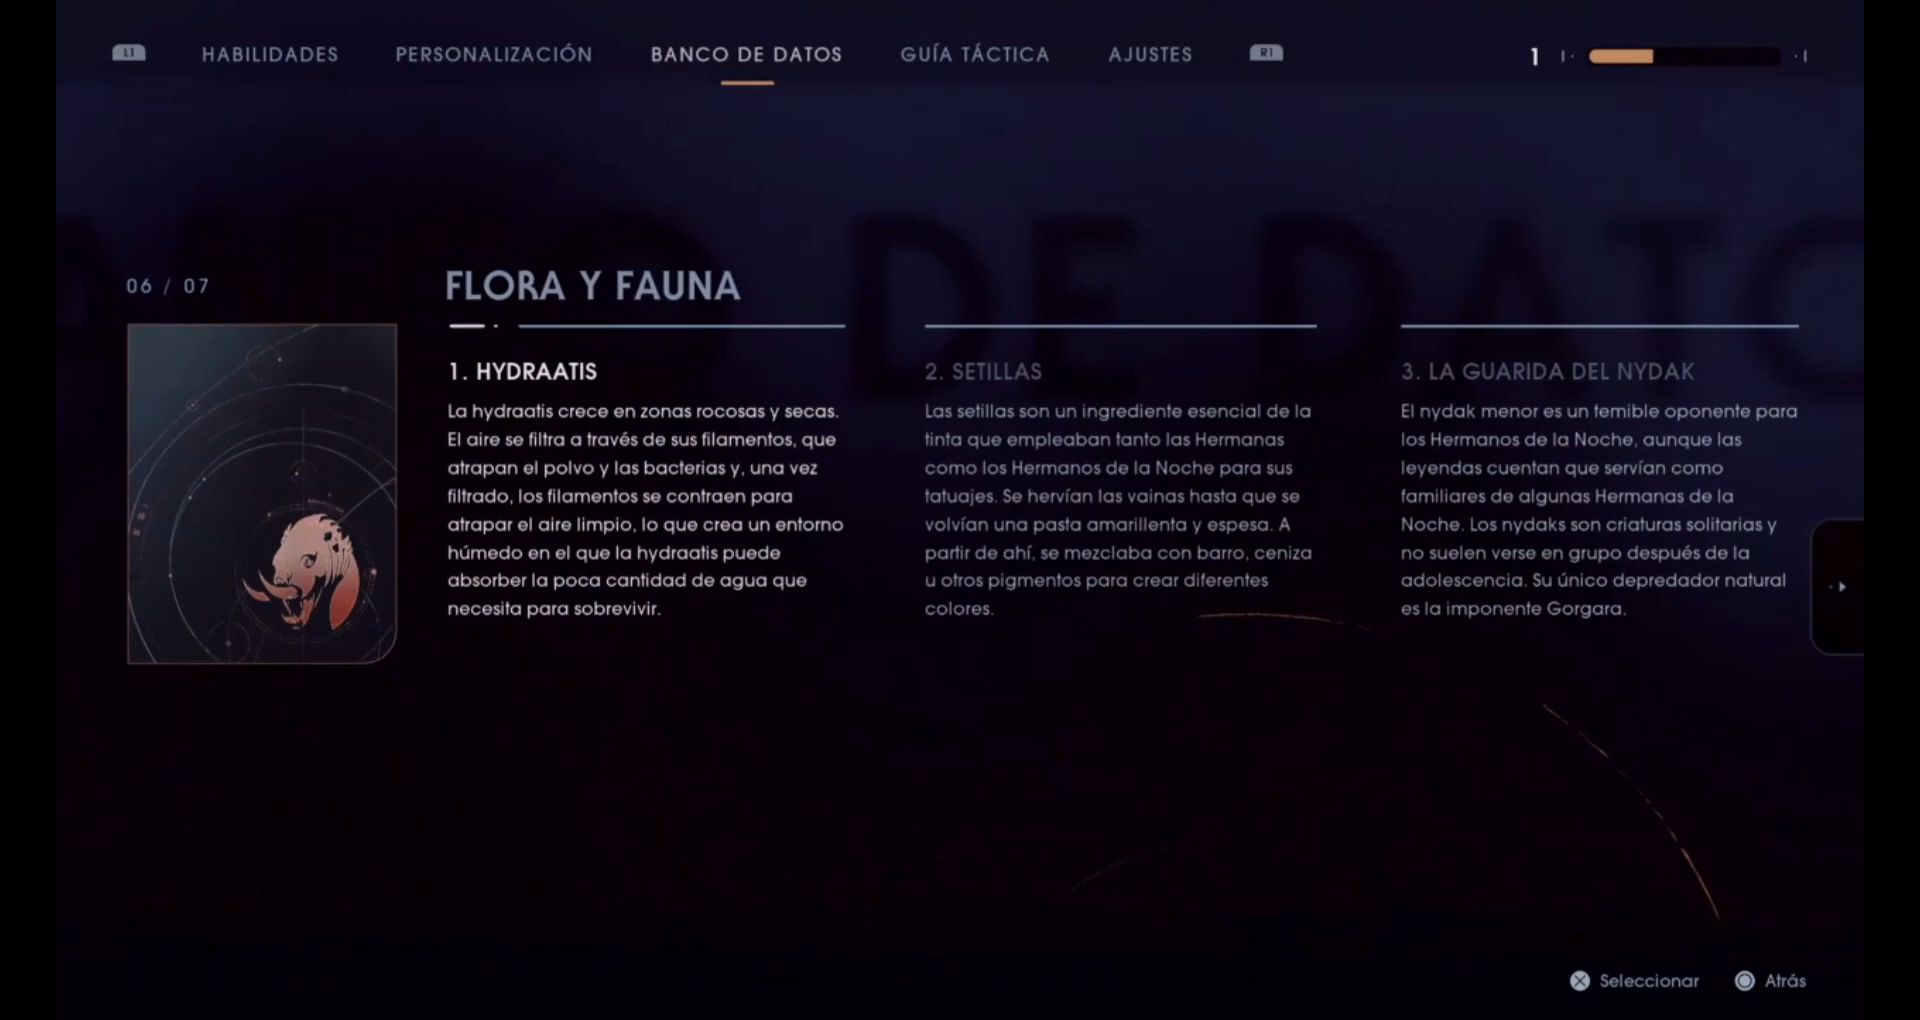 L1 HABILIDADES PERSONALIZACIÓN BANCO DE DATOS GUÍA TÁCTICA AJUSTES R1 1
06 / 07
FLORA Y FAUNA
1. HYDRAATIS
La hydraatis crece en zonas rocosas y secas.
El aire se filtra a través de sus filamentos, que
atrapan el polvo y las bacterias y, una vez
filtrado, los filamentos se contraen para
atrapar el aire limpio, lo que crea un entorno
húmedo en el que la hydraatis puede
absorber la poca cantidad de agua que
necesita para sobrevivir.
2. SETILLAS
Las setillas son un ingrediente esencial de la
tinta que empleaban tanto las Hermanas
como los Hermanos de la Noche para sus
tatuajes. Se hervían las vainas hasta que se
volvían una pasta amarillenta y espesa. A
partir de ahí, se mezclaba con barro, ceniza
u otros pigmentos para crear diferentes
colores.
3. LA GUARIDA DEL NYDAK
El nydak menor es un temible oponente para
los Hermanos de la Noche, aunque las
leyendas cuentan que servían como
familiares de algunas Hermanas de la
Noche. Los nydaks son criaturas solitarias y
no suelen verse en grupo después de la
adolescencia. Su único depredador natural
es la imponente Gorgara.
Seleccionar Atrás